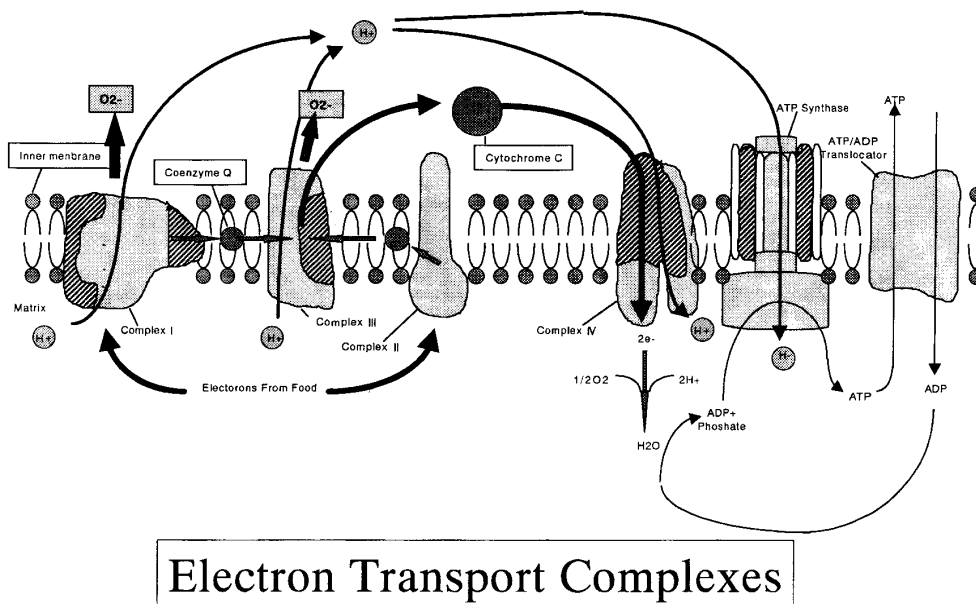 H+
O2-
O2-
ATP
ATP Synthase
ATP/ADP
Translocator
Inner menbrane
Coenzyme Q
Cytochrome C
Matrix
H+
Complex I
H+
Complex III
Complex II
Complex IV
H+
H-
2e-
Electorons From Food
1/2O2
2H+
ADP+
Phoshate
ATP
ADP
H2O
Electron Transport Complexes